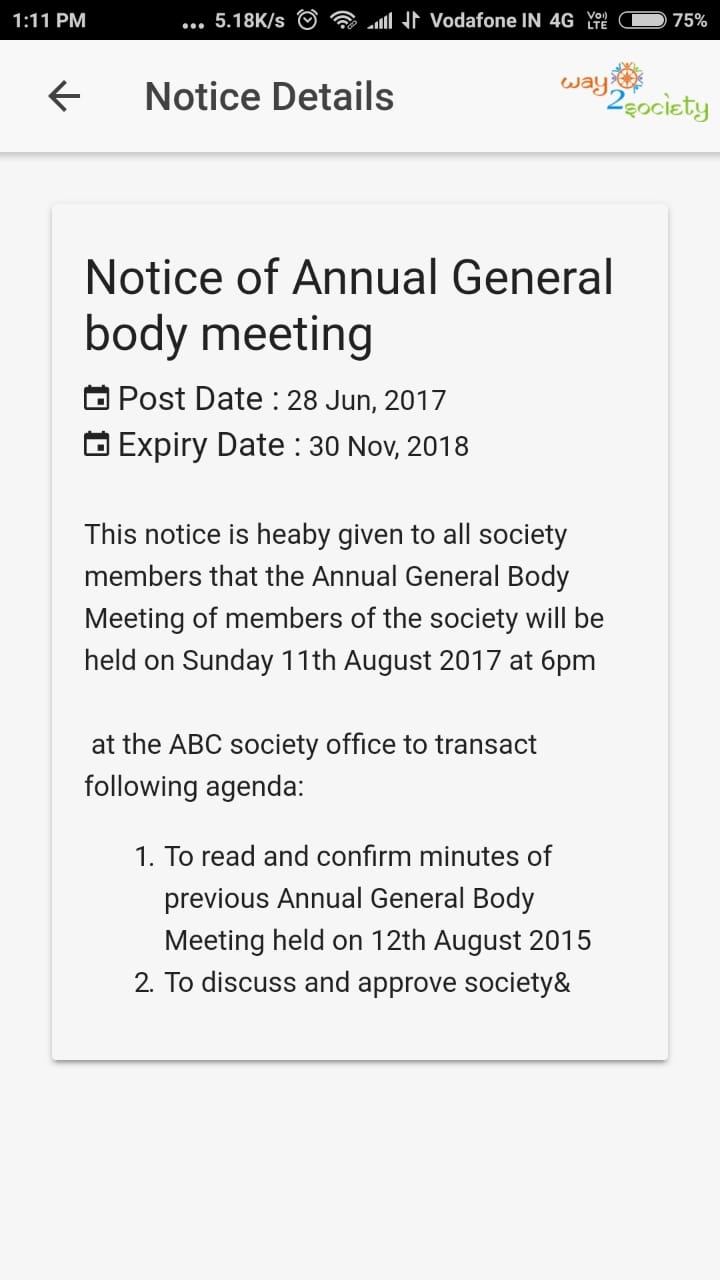 1:11 PM ... 5.18K/s Vodafone IN 4G Vo) LTE 75%
Notice Details
way2society
Notice of Annual General
body meeting
Post Date : 28 Jun, 2017
Expiry Date : 30 Nov, 2018
This notice is heaby given to all society
members that the Annual General Body
Meeting of members of the society will be
held on Sunday 11th August 2017 at 6pm
at the ABC society office to transact
following agenda:
1. To read and confirm minutes of
previous Annual General Body
Meeting held on 12th August 2015
2. To discuss and approve society&